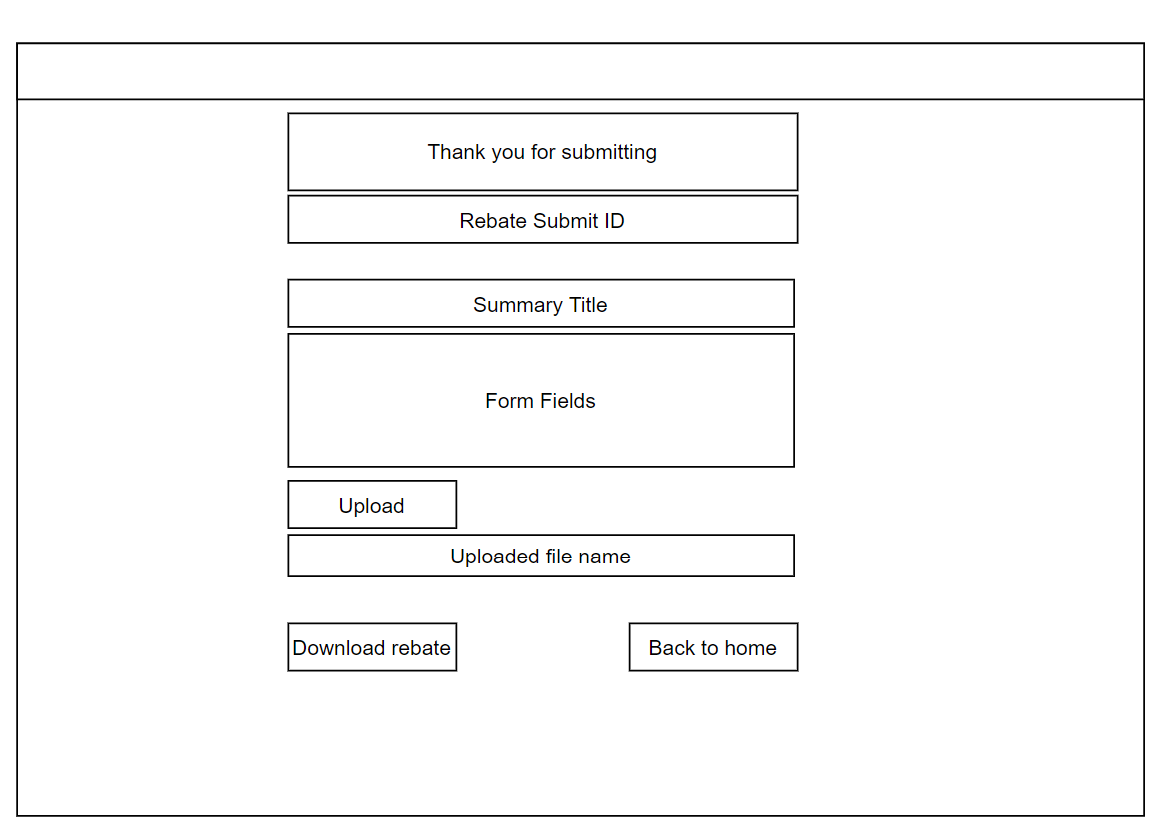 Thank you for submitting
Rebate Submit ID
Summary Title
Form Fields
Upload
Uploaded file name
Download rebate
Back to home